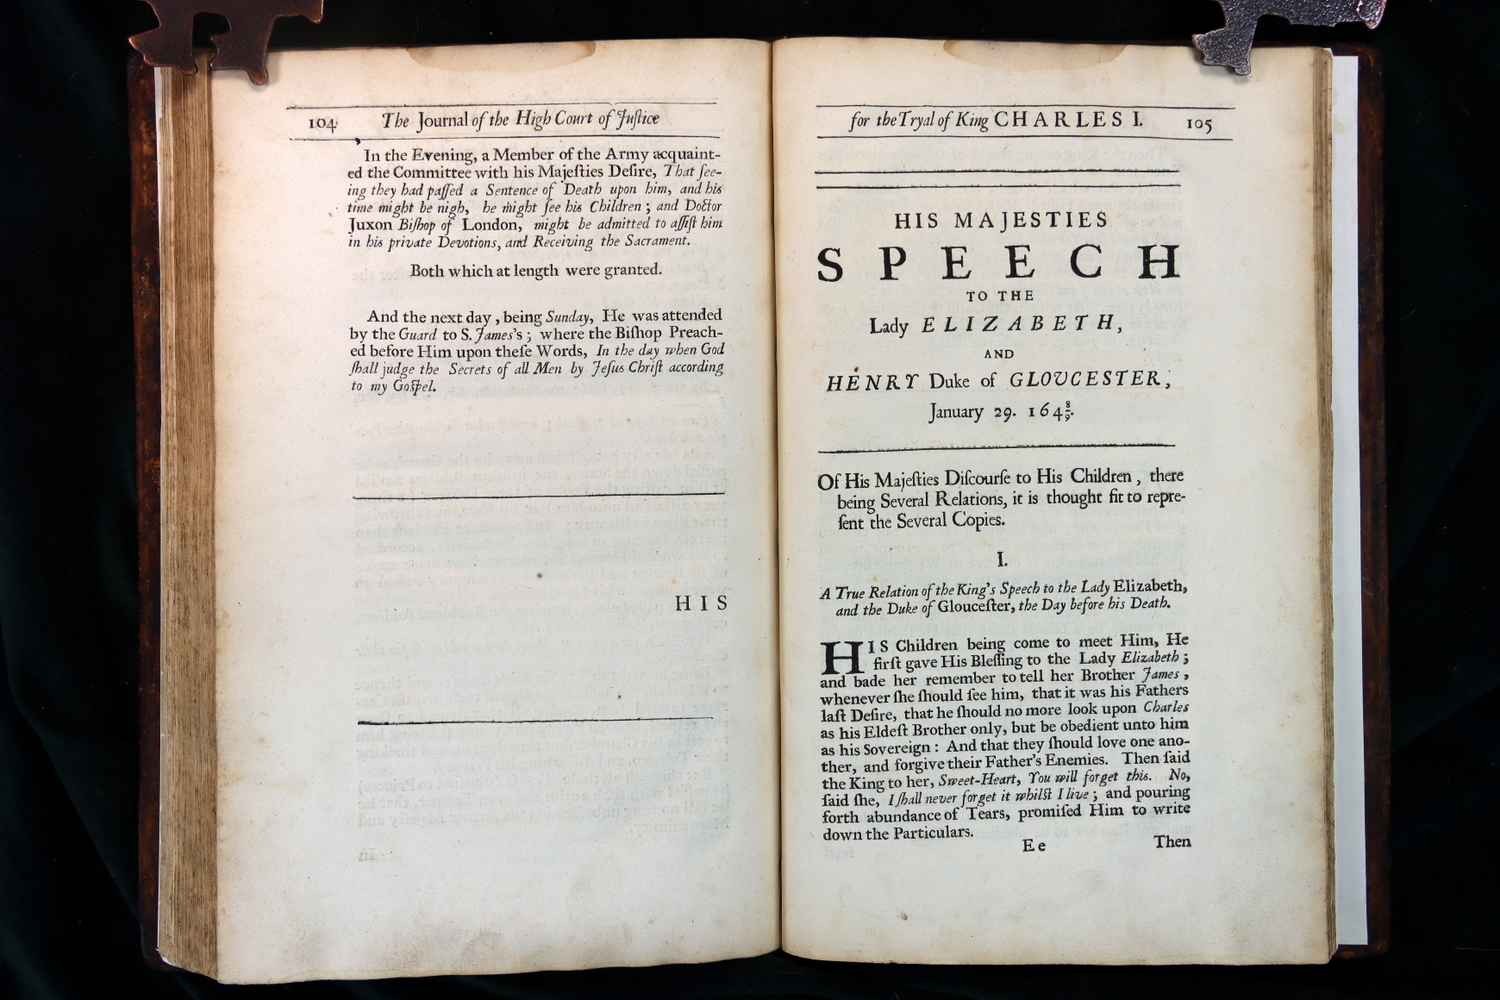 104 The Journal of the High Court of Juſtice
In the Evening, a Member of the Army acquaint-
ed the Committee with his Majeſties Deſire, That ſee-
ing they had paſſed a Sentence of Death upon him, and his
time might be nigh, he might ſee his Children ; and Doctor
Juxon Biſhop of London, might be admitted to aſſiſt him
in his private Devotions, and Receiving the Sacrament.
Both which at length were granted.
And the next day , being Sunday, He was attended
by the Guard to S. James's ; where the Biſhop Preach-
ed before Him upon theſe Words, In the day when God
ſhall judge the Secrets of all Men by Jeſus Chriſt according
to my Goſpel.
HIS
for the Tryal of King CHARLES I. 105
HIS MAJESTIES
SPEECH
TO THE
Lady ELIZABETH,
AND
HENRY Duke of GLOUCESTER,
January 29. 164 8/9.
Of His Majeſties Diſcourſe to His Children , there
being Several Relations, it is thought fit to repre-
ſent the Several Copies.
I.
A True Relation of the King's Speech to the Lady Elizabeth,
and the Duke of Glouceſter, the Day before his Death.
HIS Children being come to meet Him, He
firſt gave His Bleſſing to the Lady Elizabeth ;
and bade her remember to tell her Brother James ,
whenever ſhe ſhould ſee him, that it was his Fathers
laſt Deſire, that he ſhould no more look upon Charles
as his Eldeſt Brother only, but be obedient unto him
as his Sovereign : And that they ſhould love one ano-
ther, and forgive their Father's Enemies. Then ſaid
the King to her, Sweet-Heart, You will forget this. No,
ſaid ſhe, I ſhall never forget it whilſt I live ; and pouring
forth abundance of Tears, promiſed Him to write
down the Particulars.
Ee Then